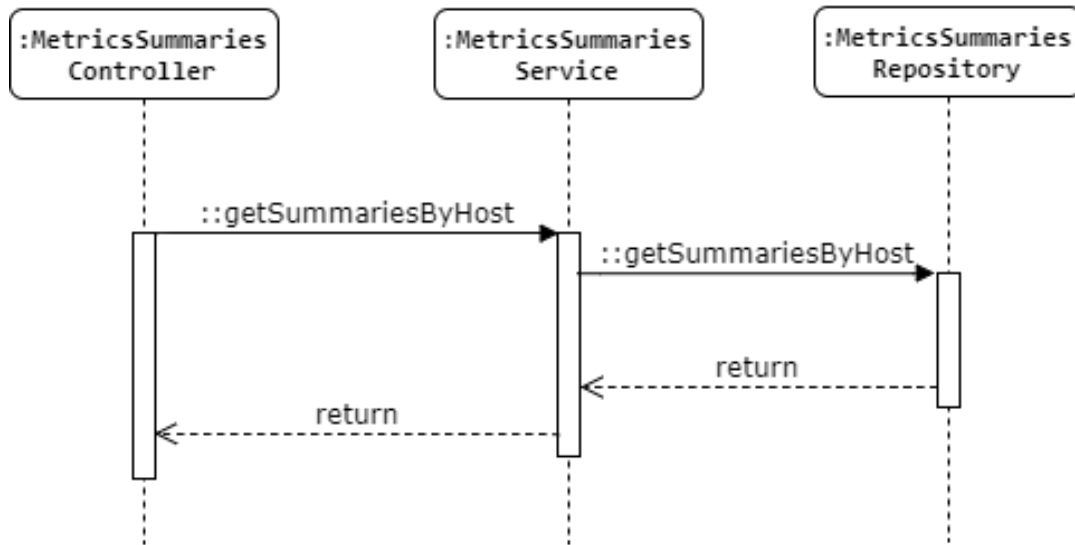 :MetricsSummaries
Controller
:MetricsSummaries
Service
:MetricsSummaries
Repository
::getSummariesByHost
::getSummariesByHost
return
return